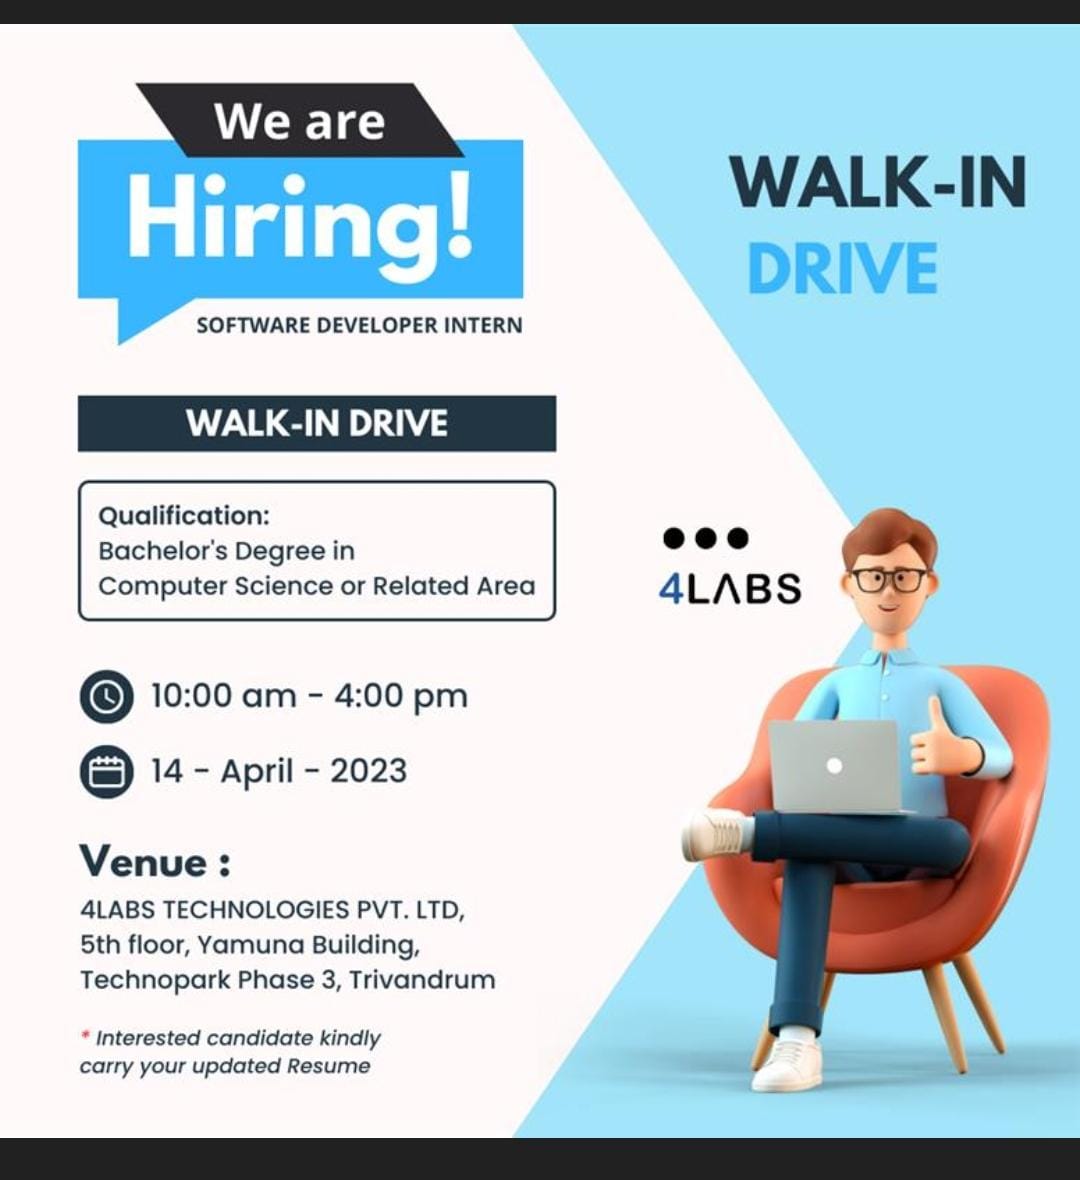 We are
Hiring!
SOFTWARE DEVELOPER INTERN
WALK-IN
DRIVE
WALK-IN DRIVE
Qualification:
Bachelor's Degree in
Computer Science or Related Area
4LABS
10:00 am - 4:00 pm
14 - April - 2023
Venue :
4LABS TECHNOLOGIES PVT. LTD,
5th floor, Yamuna Building,
Technopark Phase 3, Trivandrum
* Interested candidate kindly
carry your updated Resume